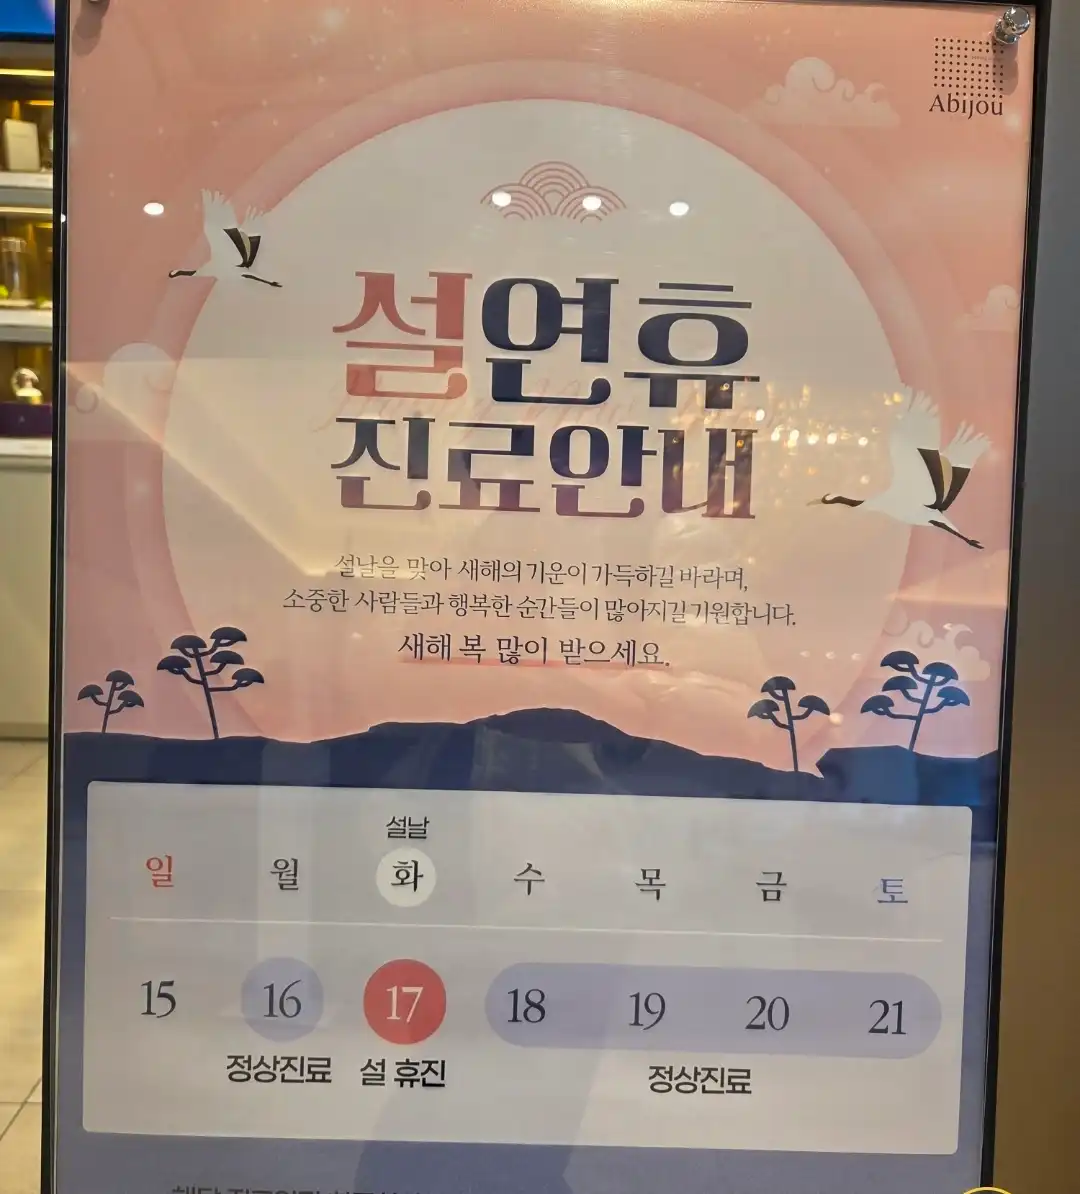 Abijou
설연휴
진료안내
설날을 맞아 새해의 기운이 가득하길 바라며,
소중한 사람들과 행복한 순간들이 많아지길 기원합니다.
새해 복 많이 받으세요.
설날
일 월 화 수 목 금 토
15 16 17 18 19 20 21
정상진료 설 휴진 정상진료